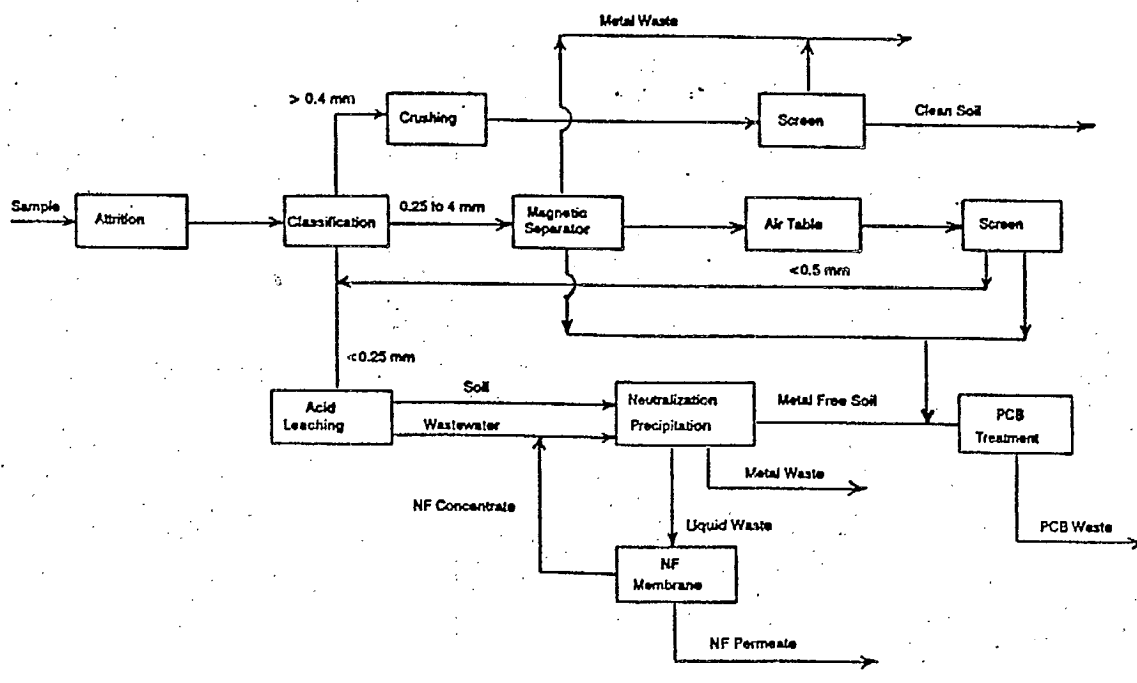 Metal Waste
> 0.4 mm
Crushing
Screen
Clean Soil
Sample
Attrition
Classification
0.25 to 4 mm
Magnetic
Separator
Air Table
Screen
<0.5 mm
<0.25 mm
Acid
Leaching
Soil
Wastewater
Neutralization
Precipitation
Metal Free Soil
PCB
Treatment
Metal Waste
NF Concentrate
Liquid Waste
PCB Waste
NF
Membrane
NF Permeate